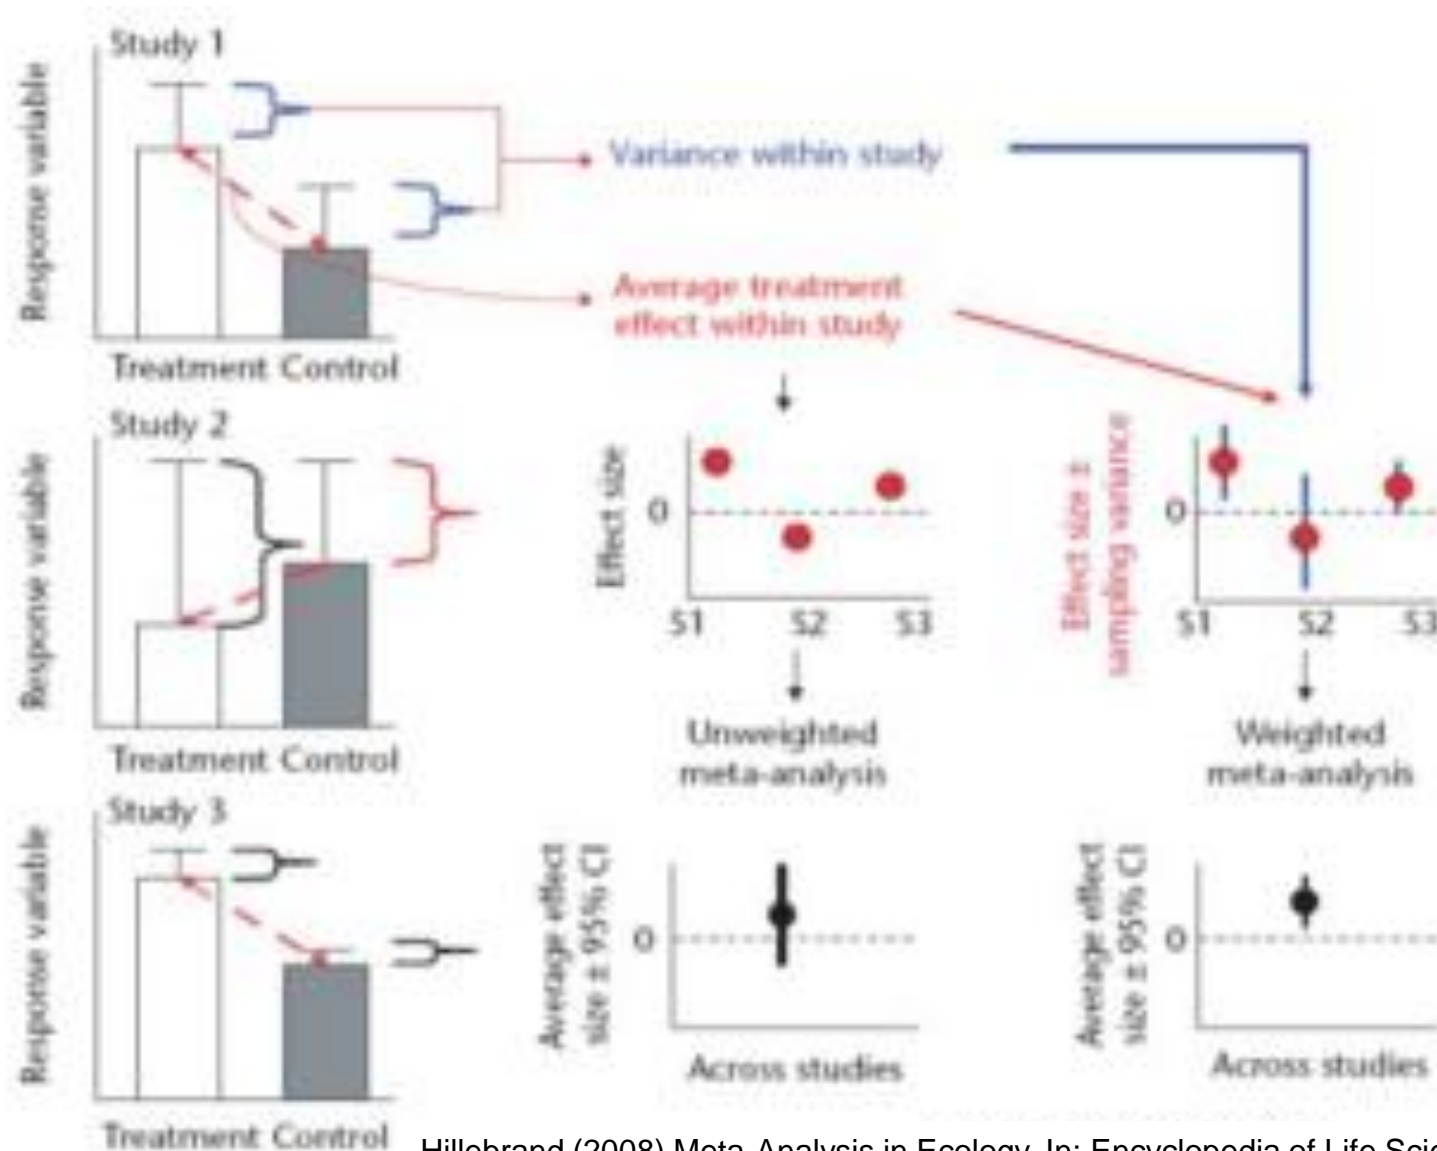 Study 1
Response variable
Treatment Control
Variance within study
Average treatment
effect within study
Study 2
Response variable
Treatment Control
Study 3
Response variable
Treatment Control
Effect size
0
S1 S2 S3
Unweighted
meta-analysis
Average effect
size ± 95% CI
0
Across studies
Effect size ±
sampling variance
0
S1 S2 S3
Weighted
meta-analysis
Average effect
size ± 95% CI
0
Across studies
Hillebrand (2008) Meta-Analysis in Ecology. In: Encyclopedia of Life Scie